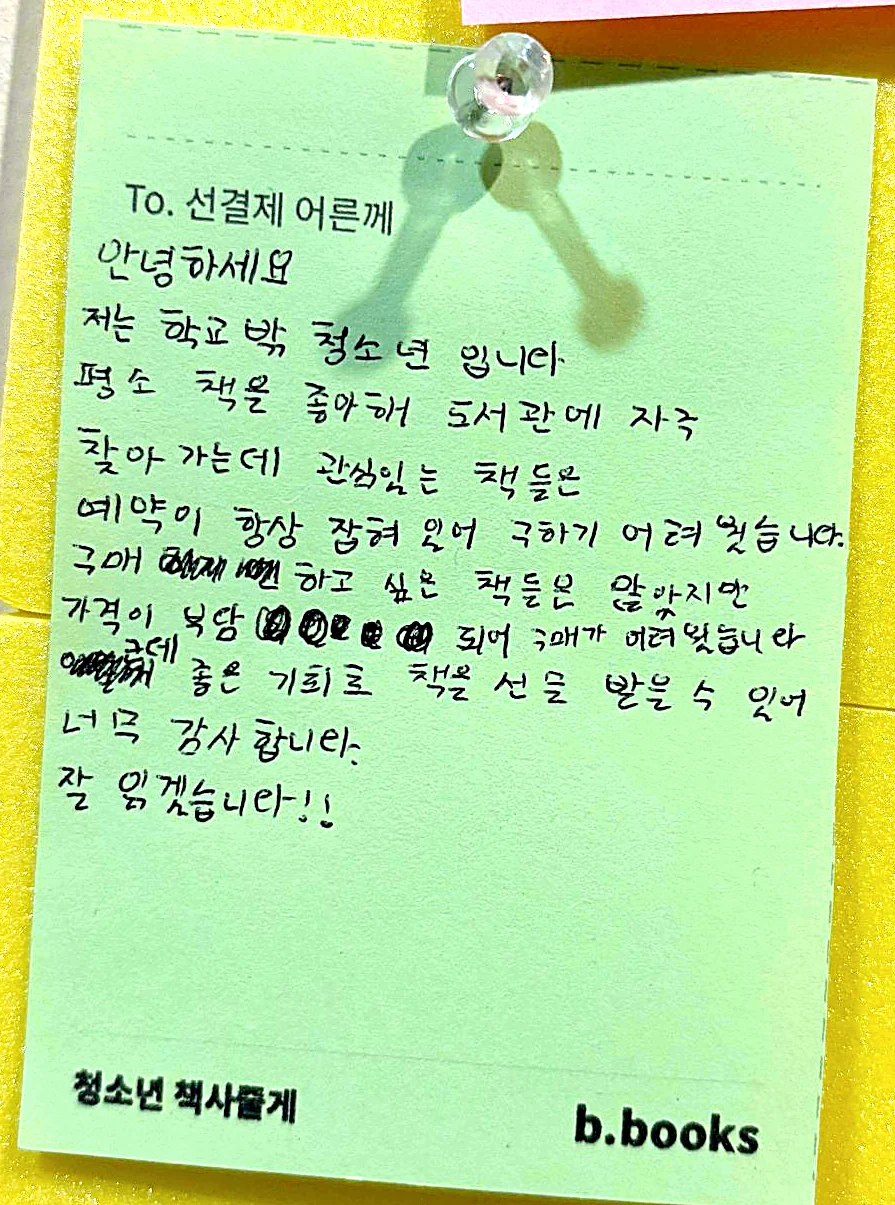 To. 선결제 어른께
안녕하세요
저는 학교 밖 청소년 입니다
평소 책을 좋아해 도서관에 자주
찾아 가는데 관심있는 책들은
예약이 항상 잡혀 있어 구하기 어려웠습니다.
구매 하고 싶은 책들은 많았지만
가격이 부담 되어 구매가 어려웠습니다
근데 좋은 기회로 책을 선물 받을 수 있어
너무 감사합니다.
잘 읽겠습니다!!
청소년 책사줄게
b.books